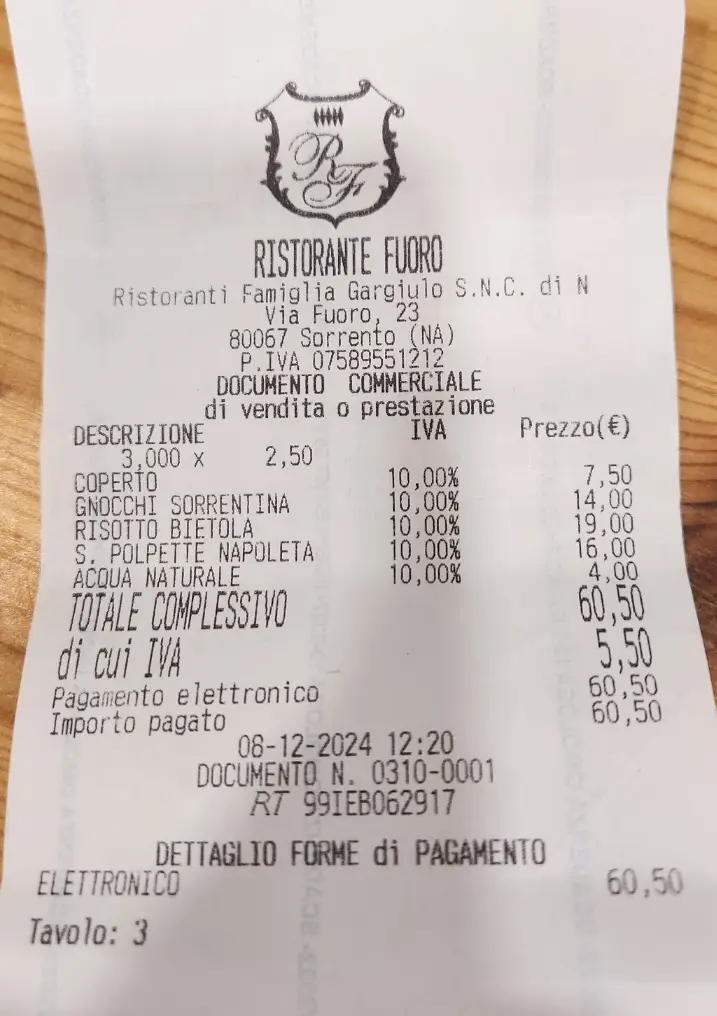 RF
RISTORANTE FUORO
Ristoranti Famiglia Gargiulo S.N.C. di N
Via Fuoro, 23
80067 Sorrento (NA)
P.IVA 07589551212
DOCUMENTO COMMERCIALE
di vendita o prestazione
DESCRIZIONE IVA Prezzo(€)
3,000 x 2,50
COPERTO 10,00% 7,50
GNOCCHI SORRENTINA 10,00% 14,00
RISOTTO BIETOLA 10,00% 19,00
S. POLPETTE NAPOLETA 10,00% 16,00
ACQUA NATURALE 10,00% 4,00
TOTALE COMPLESSIVO 60,50
di cui IVA 5,50
Pagamento elettronico 60,50
Importo pagato 60,50
08-12-2024 12:20
DOCUMENTO N. 0310-0001
RT 99IEB062917
DETTAGLIO FORME di PAGAMENTO
ELETTRONICO 60,50
Tavolo: 3